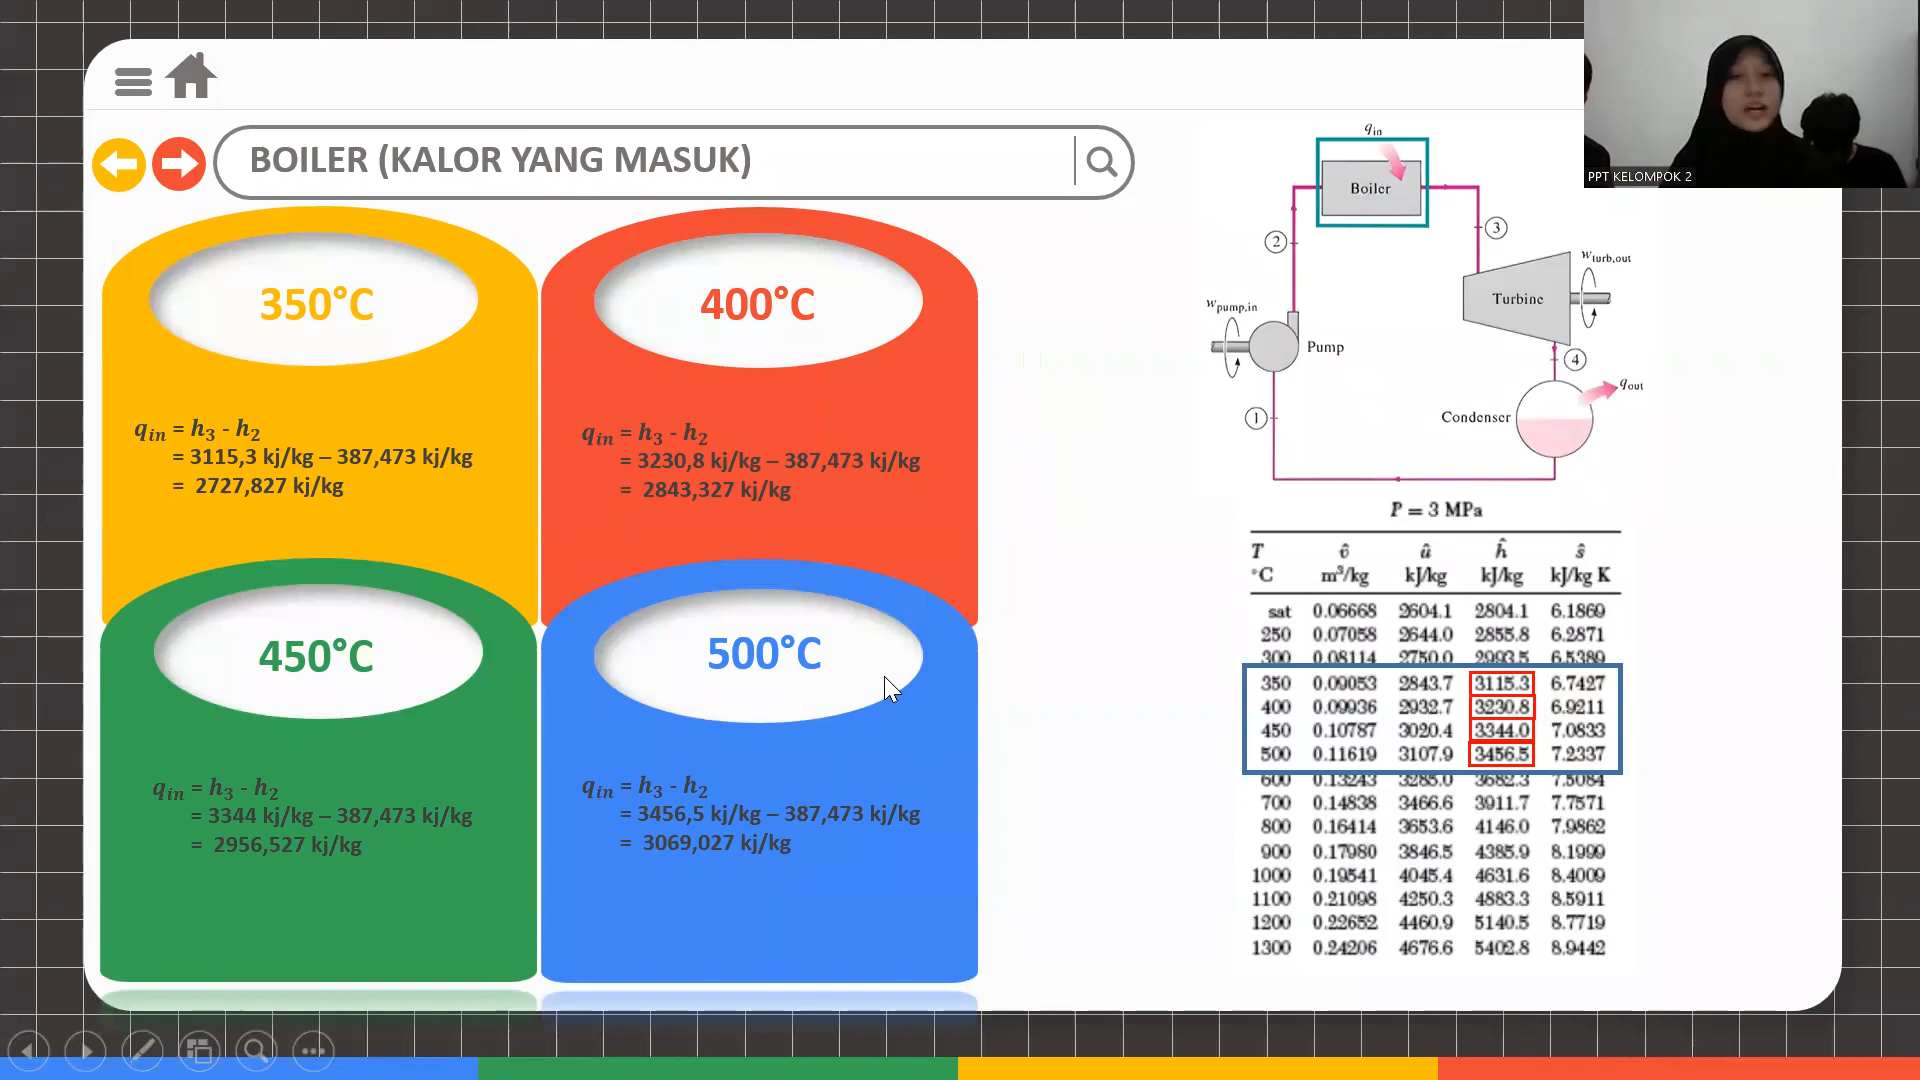 BOILER (KALOR YANG MASUK)
350°C
q_in = h_3 - h_2
= 3115,3 kj/kg – 387,473 kj/kg
= 2727,827 kj/kg
400°C
q_in = h_3 - h_2
= 3230,8 kj/kg – 387,473 kj/kg
= 2843,327 kj/kg
450°C
q_in = h_3 - h_2
= 3344 kj/kg – 387,473 kj/kg
= 2956,527 kj/kg
500°C
q_in = h_3 - h_2
= 3456,5 kj/kg – 387,473 kj/kg
= 3069,027 kj/kg
PPT KELOMPOK 2
q_in
Boiler
2
3
w_turb,out
Turbine
w_pump,in
Pump
4
q_out
Condenser
1
P = 3 MPa
T v̂ û ĥ ŝ
°C m³/kg kJ/kg kJ/kg kJ/kg K
sat 0.06668 2604.1 2804.1 6.1869
250 0.07058 2644.0 2855.8 6.2871
300 0.08114 2750.0 2993.5 6.5389
350 0.09053 2843.7 3115.3 6.7427
400 0.09936 2932.7 3230.8 6.9211
450 0.10787 3020.4 3344.0 7.0833
500 0.11619 3107.9 3456.5 7.2337
600 0.13243 3285.0 3682.3 7.5084
700 0.14838 3466.6 3911.7 7.7571
800 0.16414 3653.6 4146.0 7.9862
900 0.17980 3846.5 4385.9 8.1999
1000 0.19541 4045.4 4631.6 8.4009
1100 0.21098 4250.3 4883.3 8.5911
1200 0.22652 4460.9 5140.5 8.7719
1300 0.24206 4676.6 5402.8 8.9442